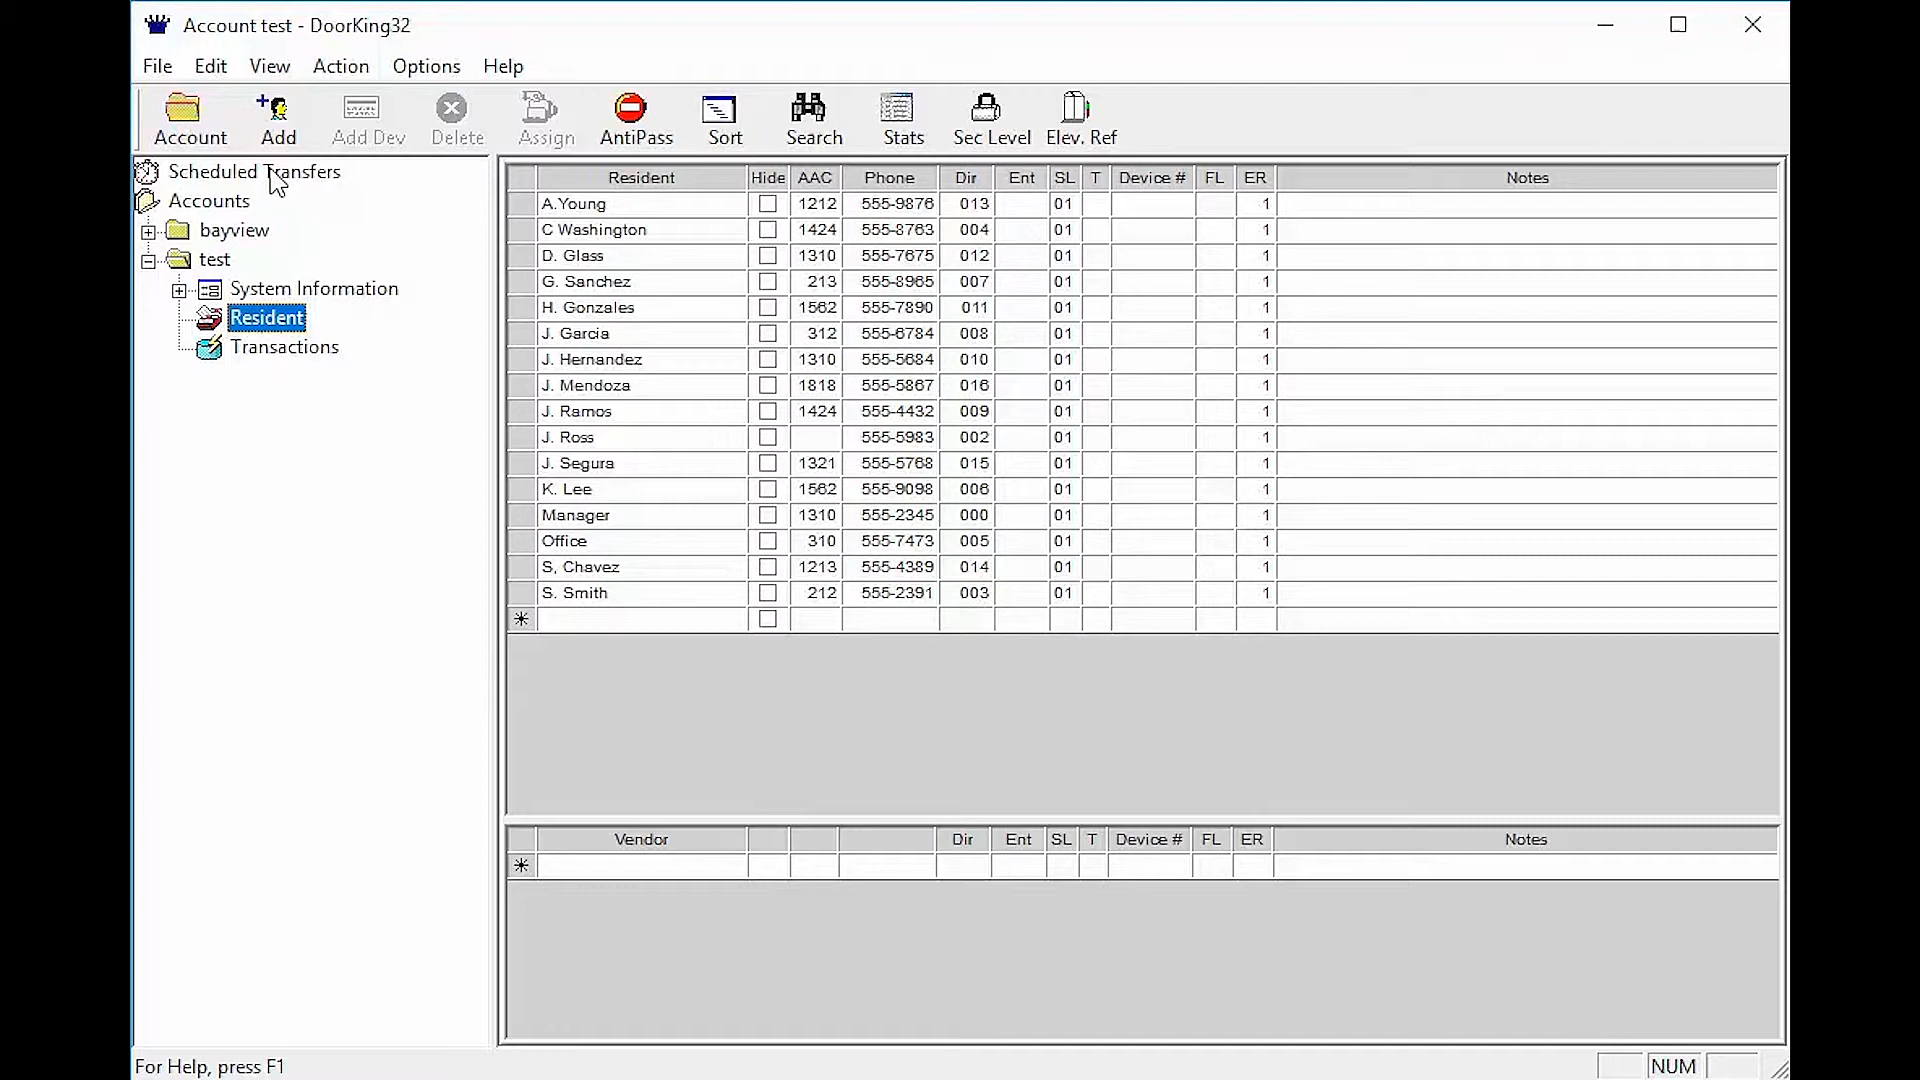 Account test - DoorKing32
File Edit View Action Options Help
Account Add Add Dev Delete Assign AntiPass Sort Search Stats Sec Level Elev. Ref
Scheduled Transfers
Accounts
bayview
test
System Information
Resident
Transactions
Resident Hide AAC Phone Dir Ent SL T Device # FL ER Notes
A.Young 1212 555-9876 013 01 1
C Washington 1424 555-8763 004 01 1
D. Glass 1310 555-7675 012 01 1
G. Sanchez 213 555-8965 007 01 1
H. Gonzales 1562 555-7890 011 01 1
J. Garcia 312 555-6784 008 01 1
J. Hernandez 1310 555-5684 010 01 1
J. Mendoza 1818 555-5867 016 01 1
J. Ramos 1424 555-4432 009 01 1
J. Ross 555-5983 002 01 1
J. Segura 1321 555-5768 015 01 1
K. Lee 1562 555-9098 006 01 1
Manager 1310 555-2345 000 01 1
Office 310 555-7473 005 01 1
S, Chavez 1213 555-4389 014 01 1
S. Smith 212 555-2391 003 01 1
Vendor Dir Ent SL T Device # FL ER Notes
For Help, press F1 NUM